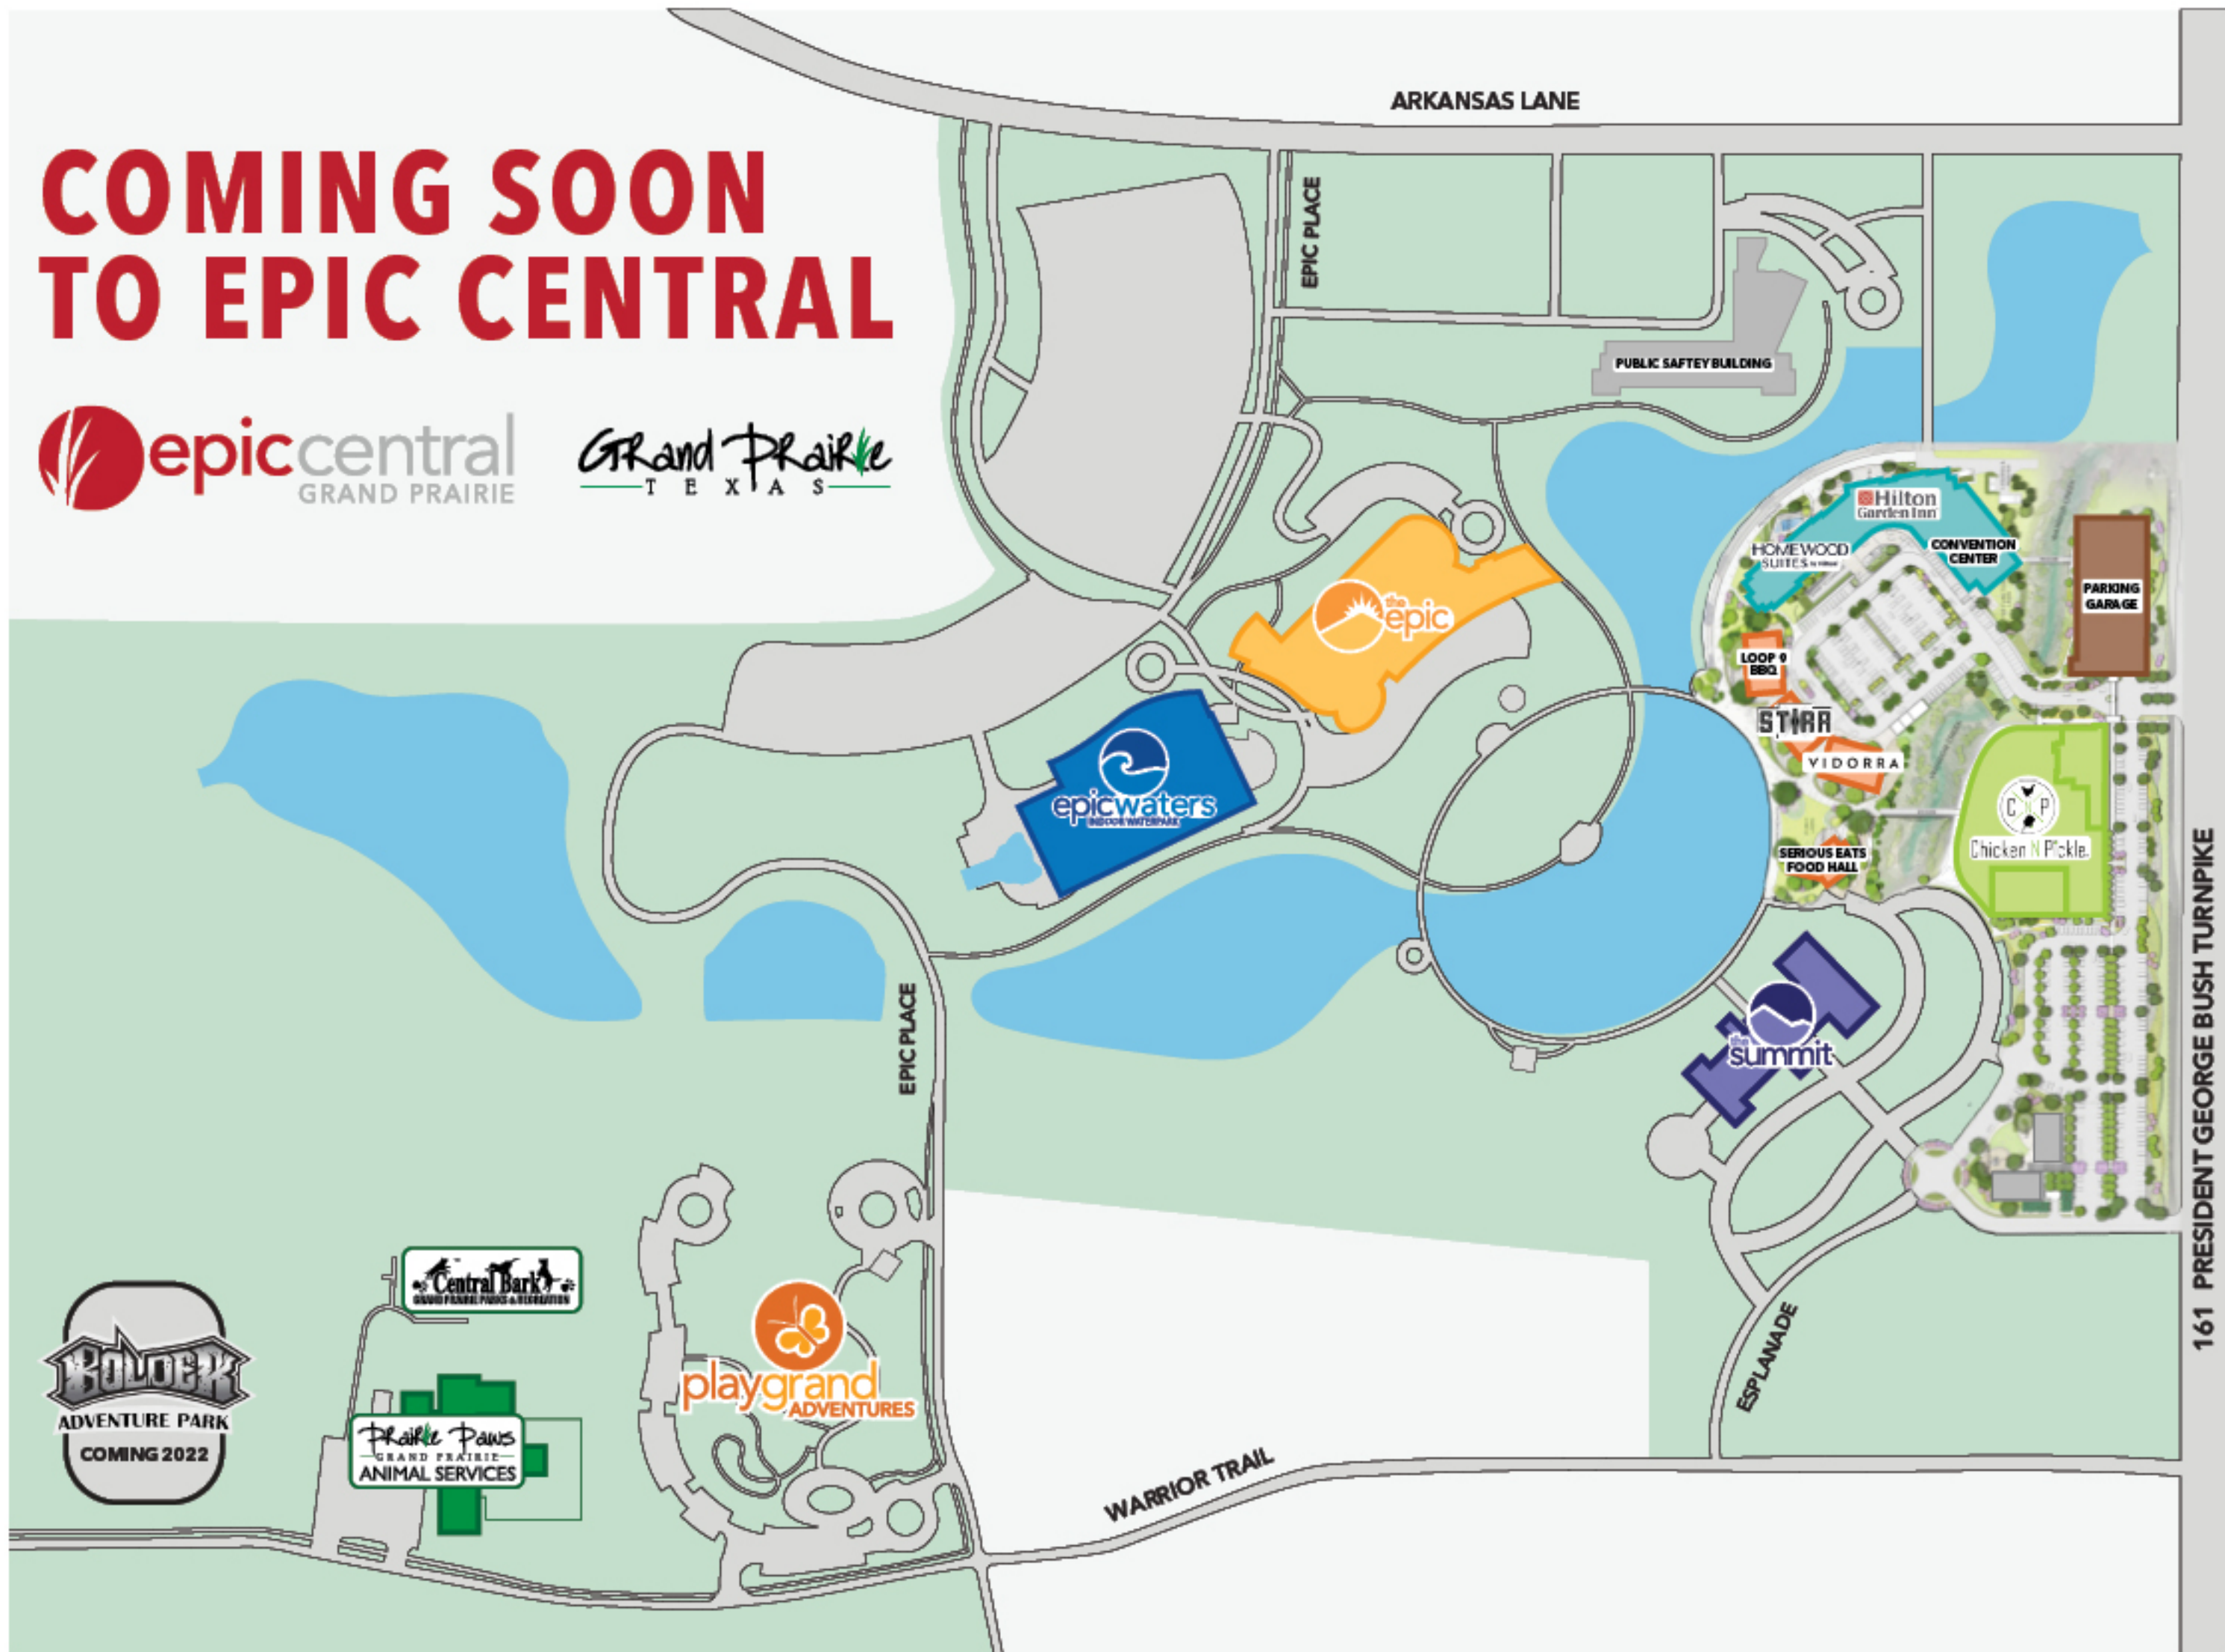 ARKANSAS LANE
COMING SOON
TO EPIC CENTRAL
epiccentral
GRAND PRAIRIE
GRand PRaiRie
TEXAS
EPIC PLACE
PUBLIC SAFTEY BUILDING
Hilton
Garden Inn
HOMEWOOD
SUITES
CONVENTION
CENTER
PARKING
GARAGE
the
epic
LOOP 9
BBQ
STIRR
VIDORRA
epicwaters
INDOOR WATERPARK
C N P
Chicken N Pickle
SERIOUS EATS
FOOD HALL
161 PRESIDENT GEORGE BUSH TURNPIKE
EPIC PLACE
the
summit
Central Bark
GRAND PRAIRIE PARKS & RECREATION
BOLDER
ADVENTURE PARK
COMING 2022
PRaiRie Paws
GRAND PRAIRIE
ANIMAL SERVICES
playgrand
ADVENTURES
ESPLANADE
WARRIOR TRAIL